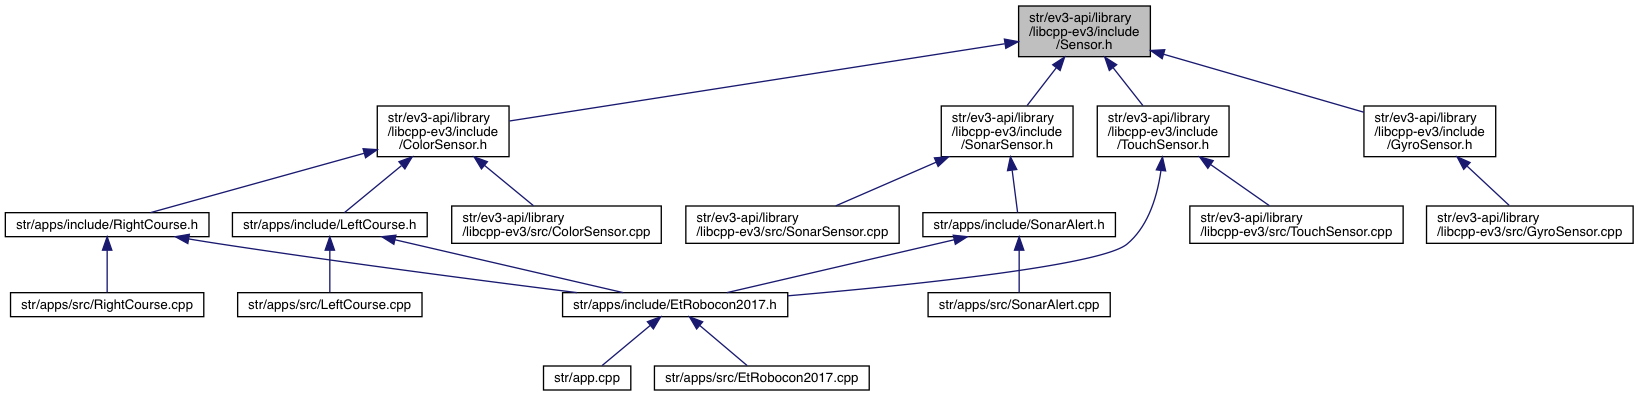 str/ev3-api/library
/libcpp-ev3/include
/Sensor.h
str/ev3-api/library
/libcpp-ev3/include
/ColorSensor.h
str/ev3-api/library
/libcpp-ev3/include
/SonarSensor.h
str/ev3-api/library
/libcpp-ev3/include
/TouchSensor.h
str/ev3-api/library
/libcpp-ev3/include
/GyroSensor.h
str/apps/include/RightCourse.h
str/apps/include/LeftCourse.h
str/ev3-api/library
/libcpp-ev3/src/ColorSensor.cpp
str/ev3-api/library
/libcpp-ev3/src/SonarSensor.cpp
str/apps/include/SonarAlert.h
str/ev3-api/library
/libcpp-ev3/src/TouchSensor.cpp
str/ev3-api/library
/libcpp-ev3/src/GyroSensor.cpp
str/apps/src/RightCourse.cpp
str/apps/src/LeftCourse.cpp
str/apps/include/EtRobocon2017.h
str/apps/src/SonarAlert.cpp
str/app.cpp
str/apps/src/EtRobocon2017.cpp